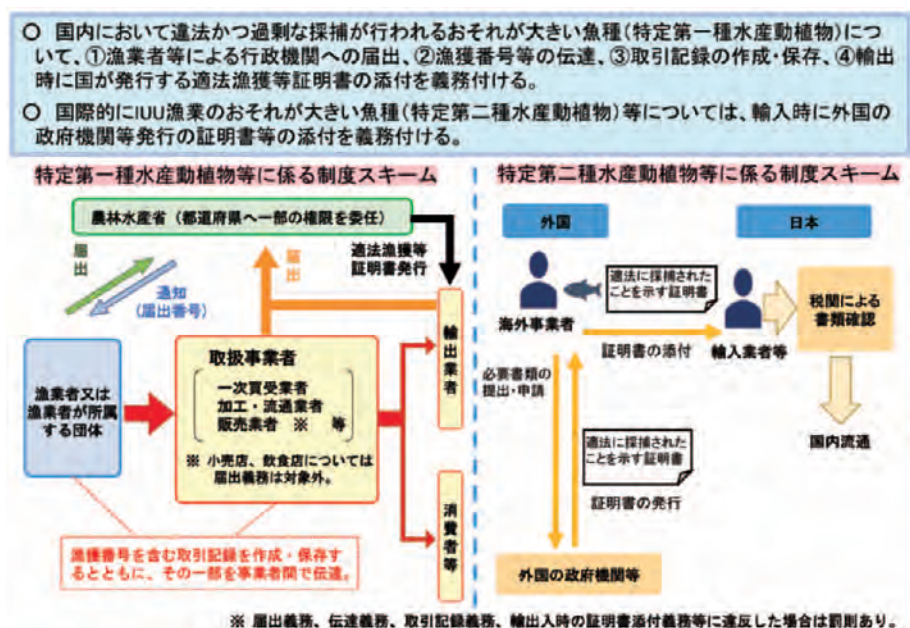 ○ 国内において違法かつ過剰な採捕が行われるおそれが大きい魚種(特定第一種水産動植物)につ
いて、①漁業者等による行政機関への届出、②漁獲番号等の伝達、③取引記録の作成・保存、④輸出
時に国が発行する適法漁獲等証明書の添付を義務付ける。
○ 国際的にIUU漁業のおそれが大きい魚種(特定第二種水産動植物)等については、輸入時に外国の
政府機関等発行の証明書等の添付を義務付ける。
特定第一種水産動植物等に係る制度スキーム
農林水産省（都道府県へ一部の権限を委任）
届出
通知
(届出番号)
届出
適法漁獲等
証明書発行
漁業者又は
漁業者が所属
する団体
取扱事業者
一次買受業者
加工・流通業者
販売業者 ※ 等
※ 小売店、飲食店については
届出義務は対象外。
輸出業者
消費者等
漁獲番号を含む取引記録を作成・保存す
るとともに、その一部を事業者間で伝達。
特定第二種水産動植物等に係る制度スキーム
外国
日本
適法に採捕された
ことを示す証明書
海外事業者
証明書の添付
輸入業者等
税関による
書類確認
国内流通
必要書類の
提出・申請
適法に採捕された
ことを示す証明書
証明書の発行
外国の政府機関等
※ 届出義務、伝達義務、取引記録義務、輸出入時の証明書添付義務等に違反した場合は罰則あり。